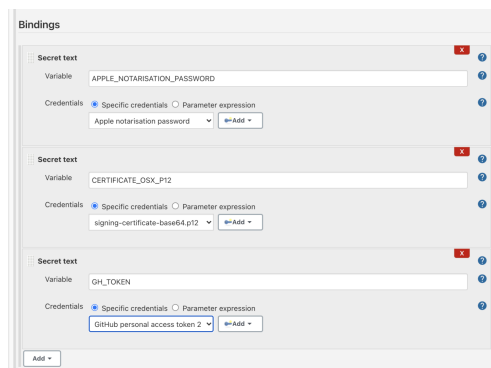 Bindings
X
Secret text
?
Variable
APPLE_NOTARISATION_PASSWORD
?
Credentials
Specific credentials
Parameter expression
?
Apple notarisation password
Add
X
Secret text
?
Variable
CERTIFICATE_OSX_P12
?
Credentials
Specific credentials
Parameter expression
?
signing-certificate-base64.p12
Add
X
Secret text
?
Variable
GH_TOKEN
?
Credentials
Specific credentials
Parameter expression
?
GitHub personal access token 2
Add
Add